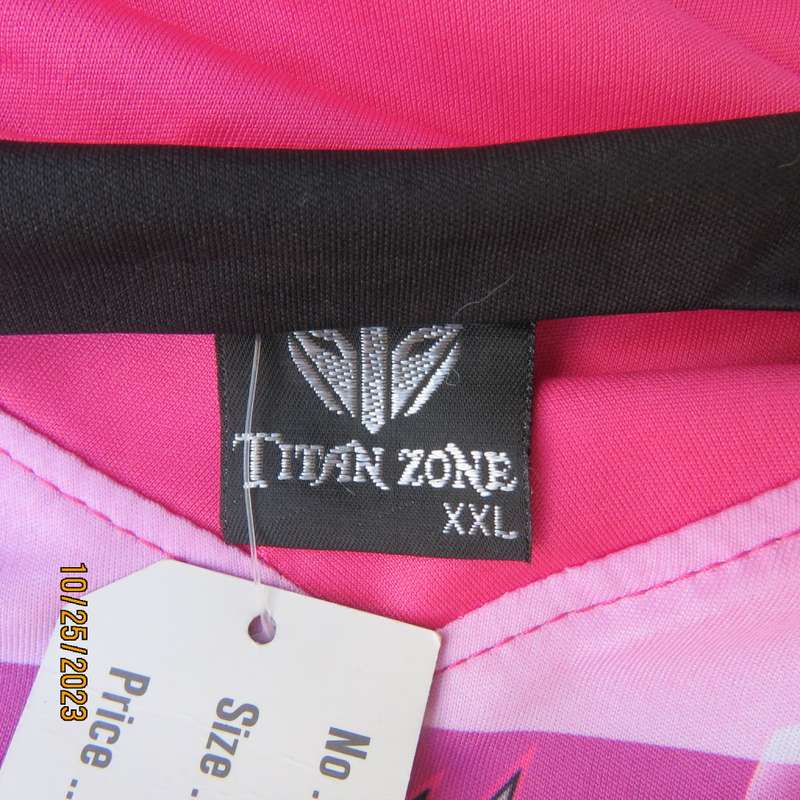 TITAN ZONE
XXL
No .
Size ..
Price ...
10/25/2023